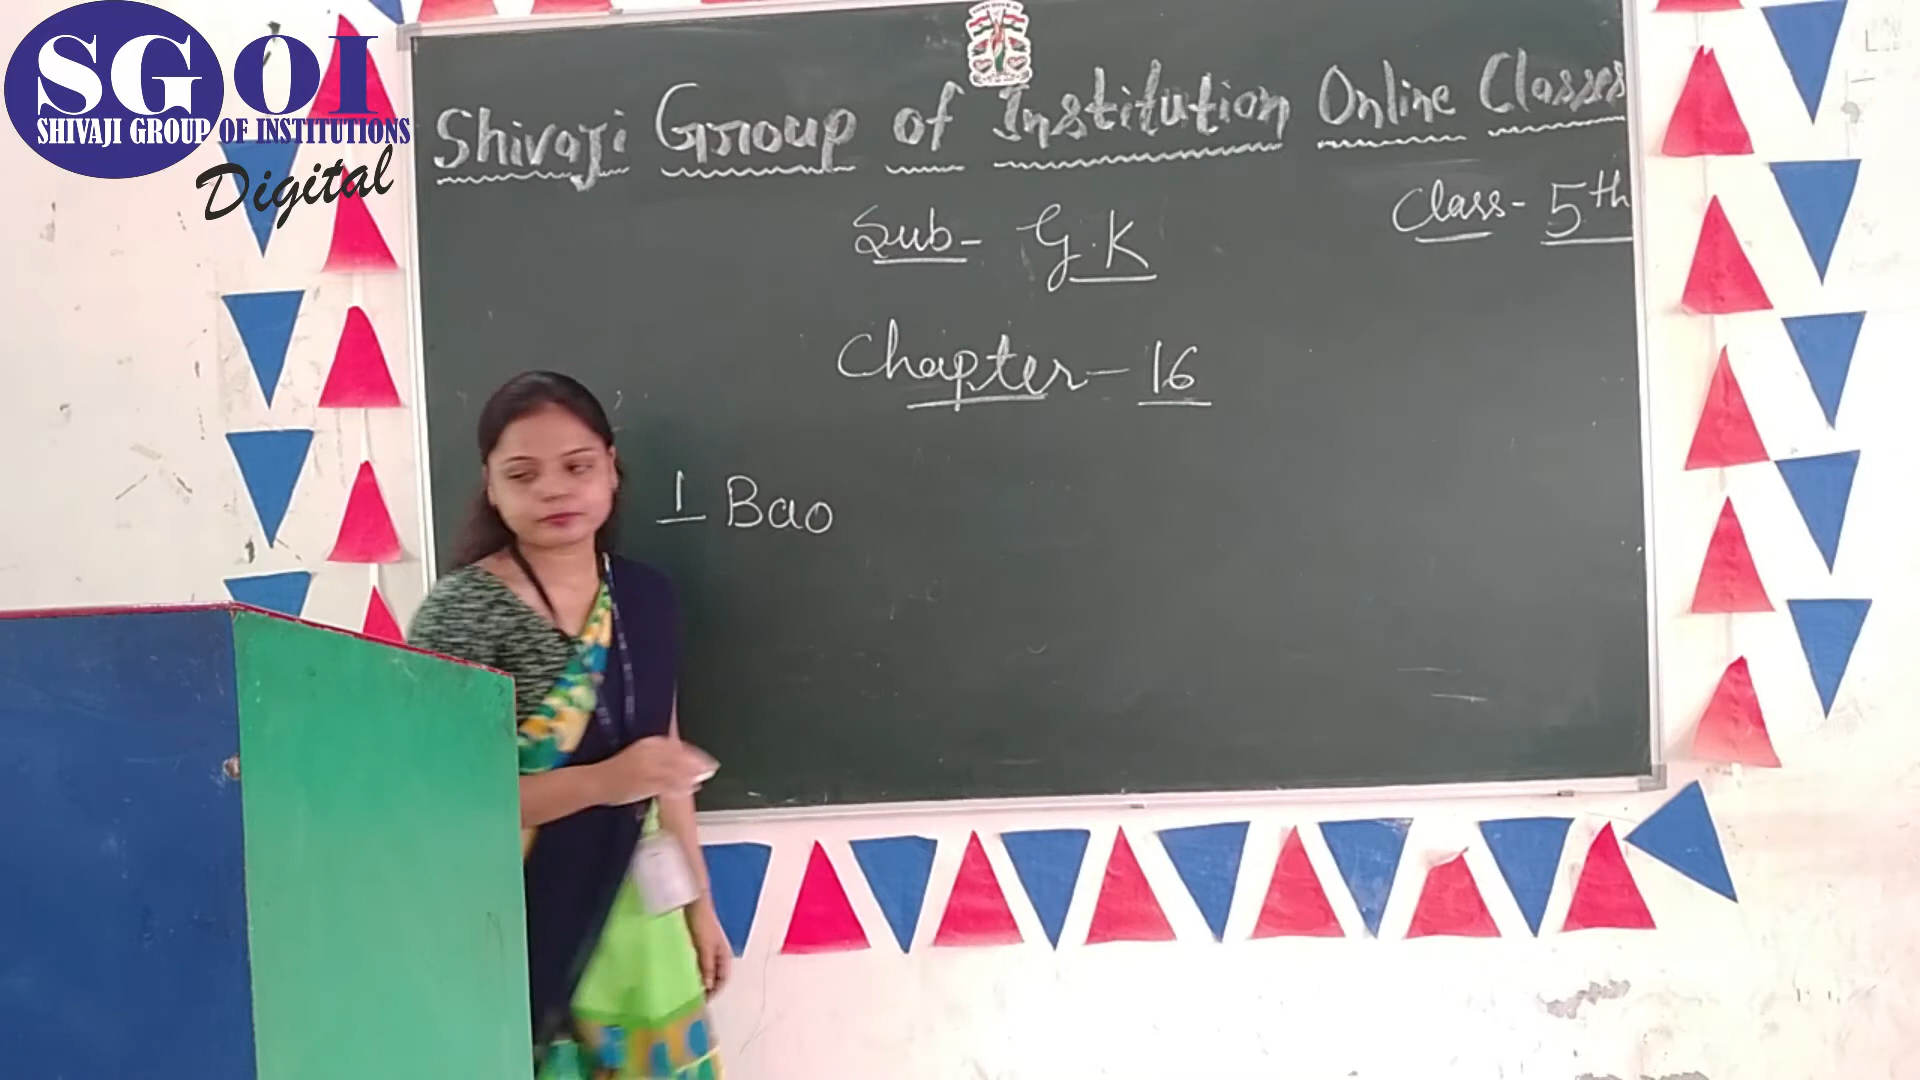 SGOI
SHIVAJI GROUP OF INSTITUTIONS
Digital
Shivaji Group of Institution Online Classes
Class - 5th
Sub - G.K
Chapter - 16
1 Bao